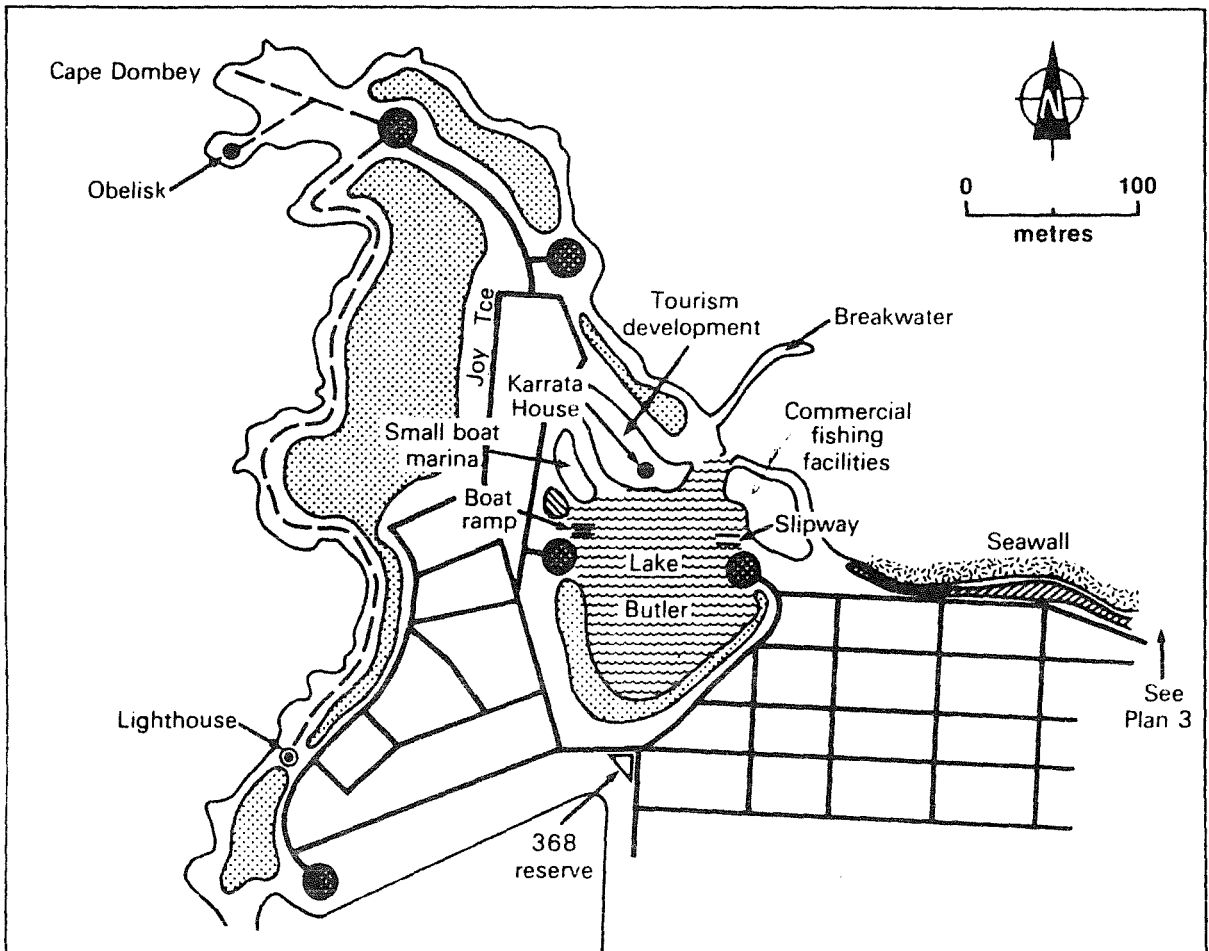 Cape Dombey
N
0 100
metres
Obelisk
Joy Tce
Tourism
development
Breakwater
Karrata
House
Commercial
fishing
facilities
Small boat
marina
Boat
ramp
Slipway
Seawall
Lake
Butler
See
Plan 3
Lighthouse
368
reserve